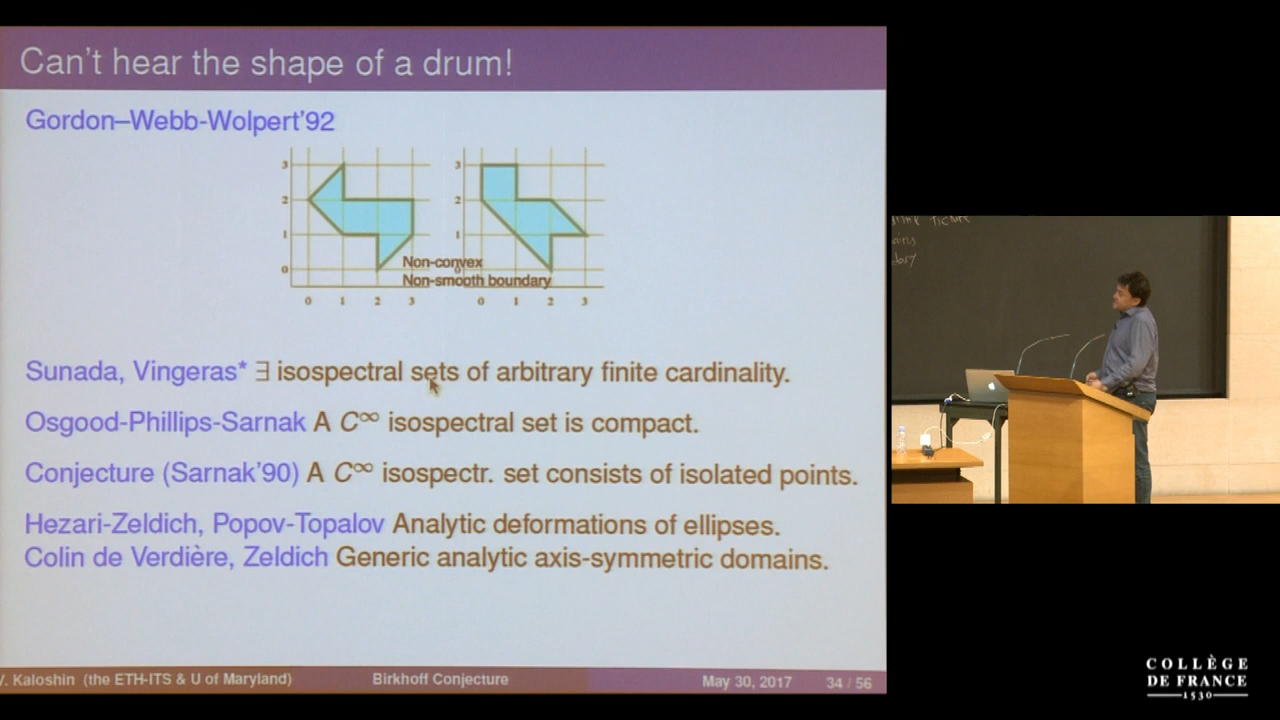 Can't hear the shape of a drum!
Gordon–Webb-Wolpert'92
3
2
1
0
0 1 2 3
3
2
1
0
0 1 2 3
Non-convex
Non-smooth boundary
Sunada, Vingeras* ∃ isospectral sets of arbitrary finite cardinality.
Osgood-Phillips-Sarnak A C∞ isospectral set is compact.
Conjecture (Sarnak'90) A C∞ isospectr. set consists of isolated points.
Hezari-Zeldich, Popov-Topalov Analytic deformations of ellipses.
Colin de Verdière, Zeldich Generic analytic axis-symmetric domains.
V. Kaloshin (the ETH-ITS & U of Maryland) Birkhoff Conjecture May 30, 2017 34 / 56
COLLÈGE
DE FRANCE
1530